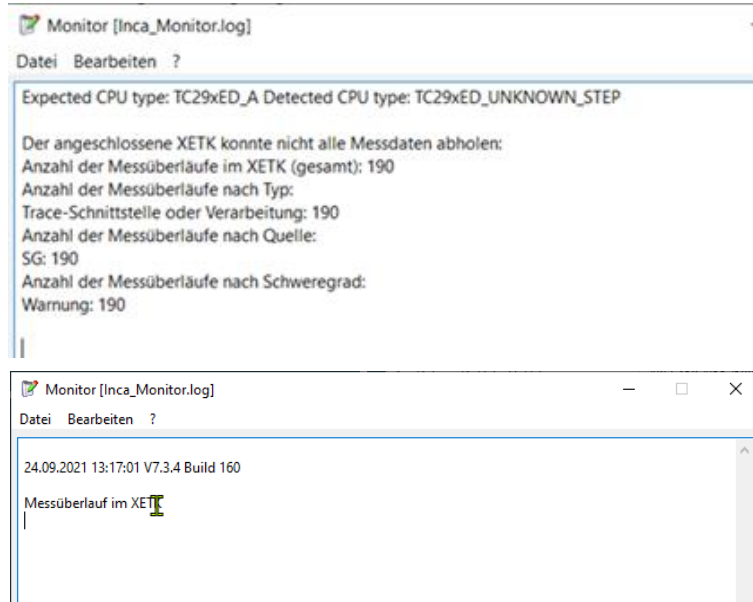 Monitor [Inca_Monitor.log]
Datei Bearbeiten ?
Expected CPU type: TC29xED_A Detected CPU type: TC29xED_UNKNOWN_STEP
Der angeschlossene XETK konnte nicht alle Messdaten abholen:
Anzahl der Messüberläufe im XETK (gesamt): 190
Anzahl der Messüberläufe nach Typ:
Trace-Schnittstelle oder Verarbeitung: 190
Anzahl der Messüberläufe nach Quelle:
SG: 190
Anzahl der Messüberläufe nach Schweregrad:
Warnung: 190
Monitor [Inca_Monitor.log]
Datei Bearbeiten ?
24.09.2021 13:17:01 V7.3.4 Build 160
Messüberlauf im XETK